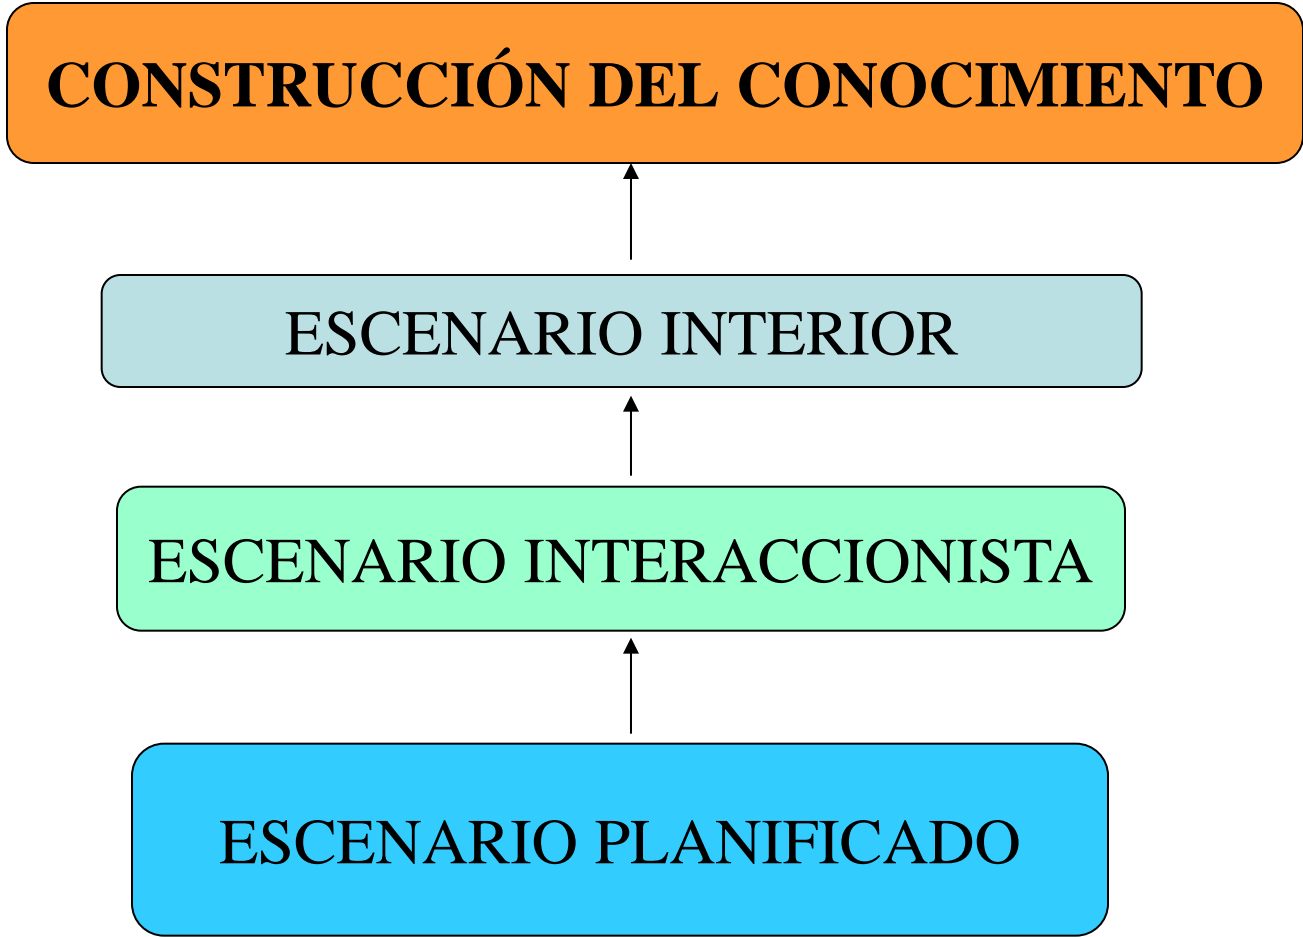 CONSTRUCCIÓN DEL CONOCIMIENTO
ESCENARIO INTERIOR
ESCENARIO INTERACCIONISTA
ESCENARIO PLANIFICADO